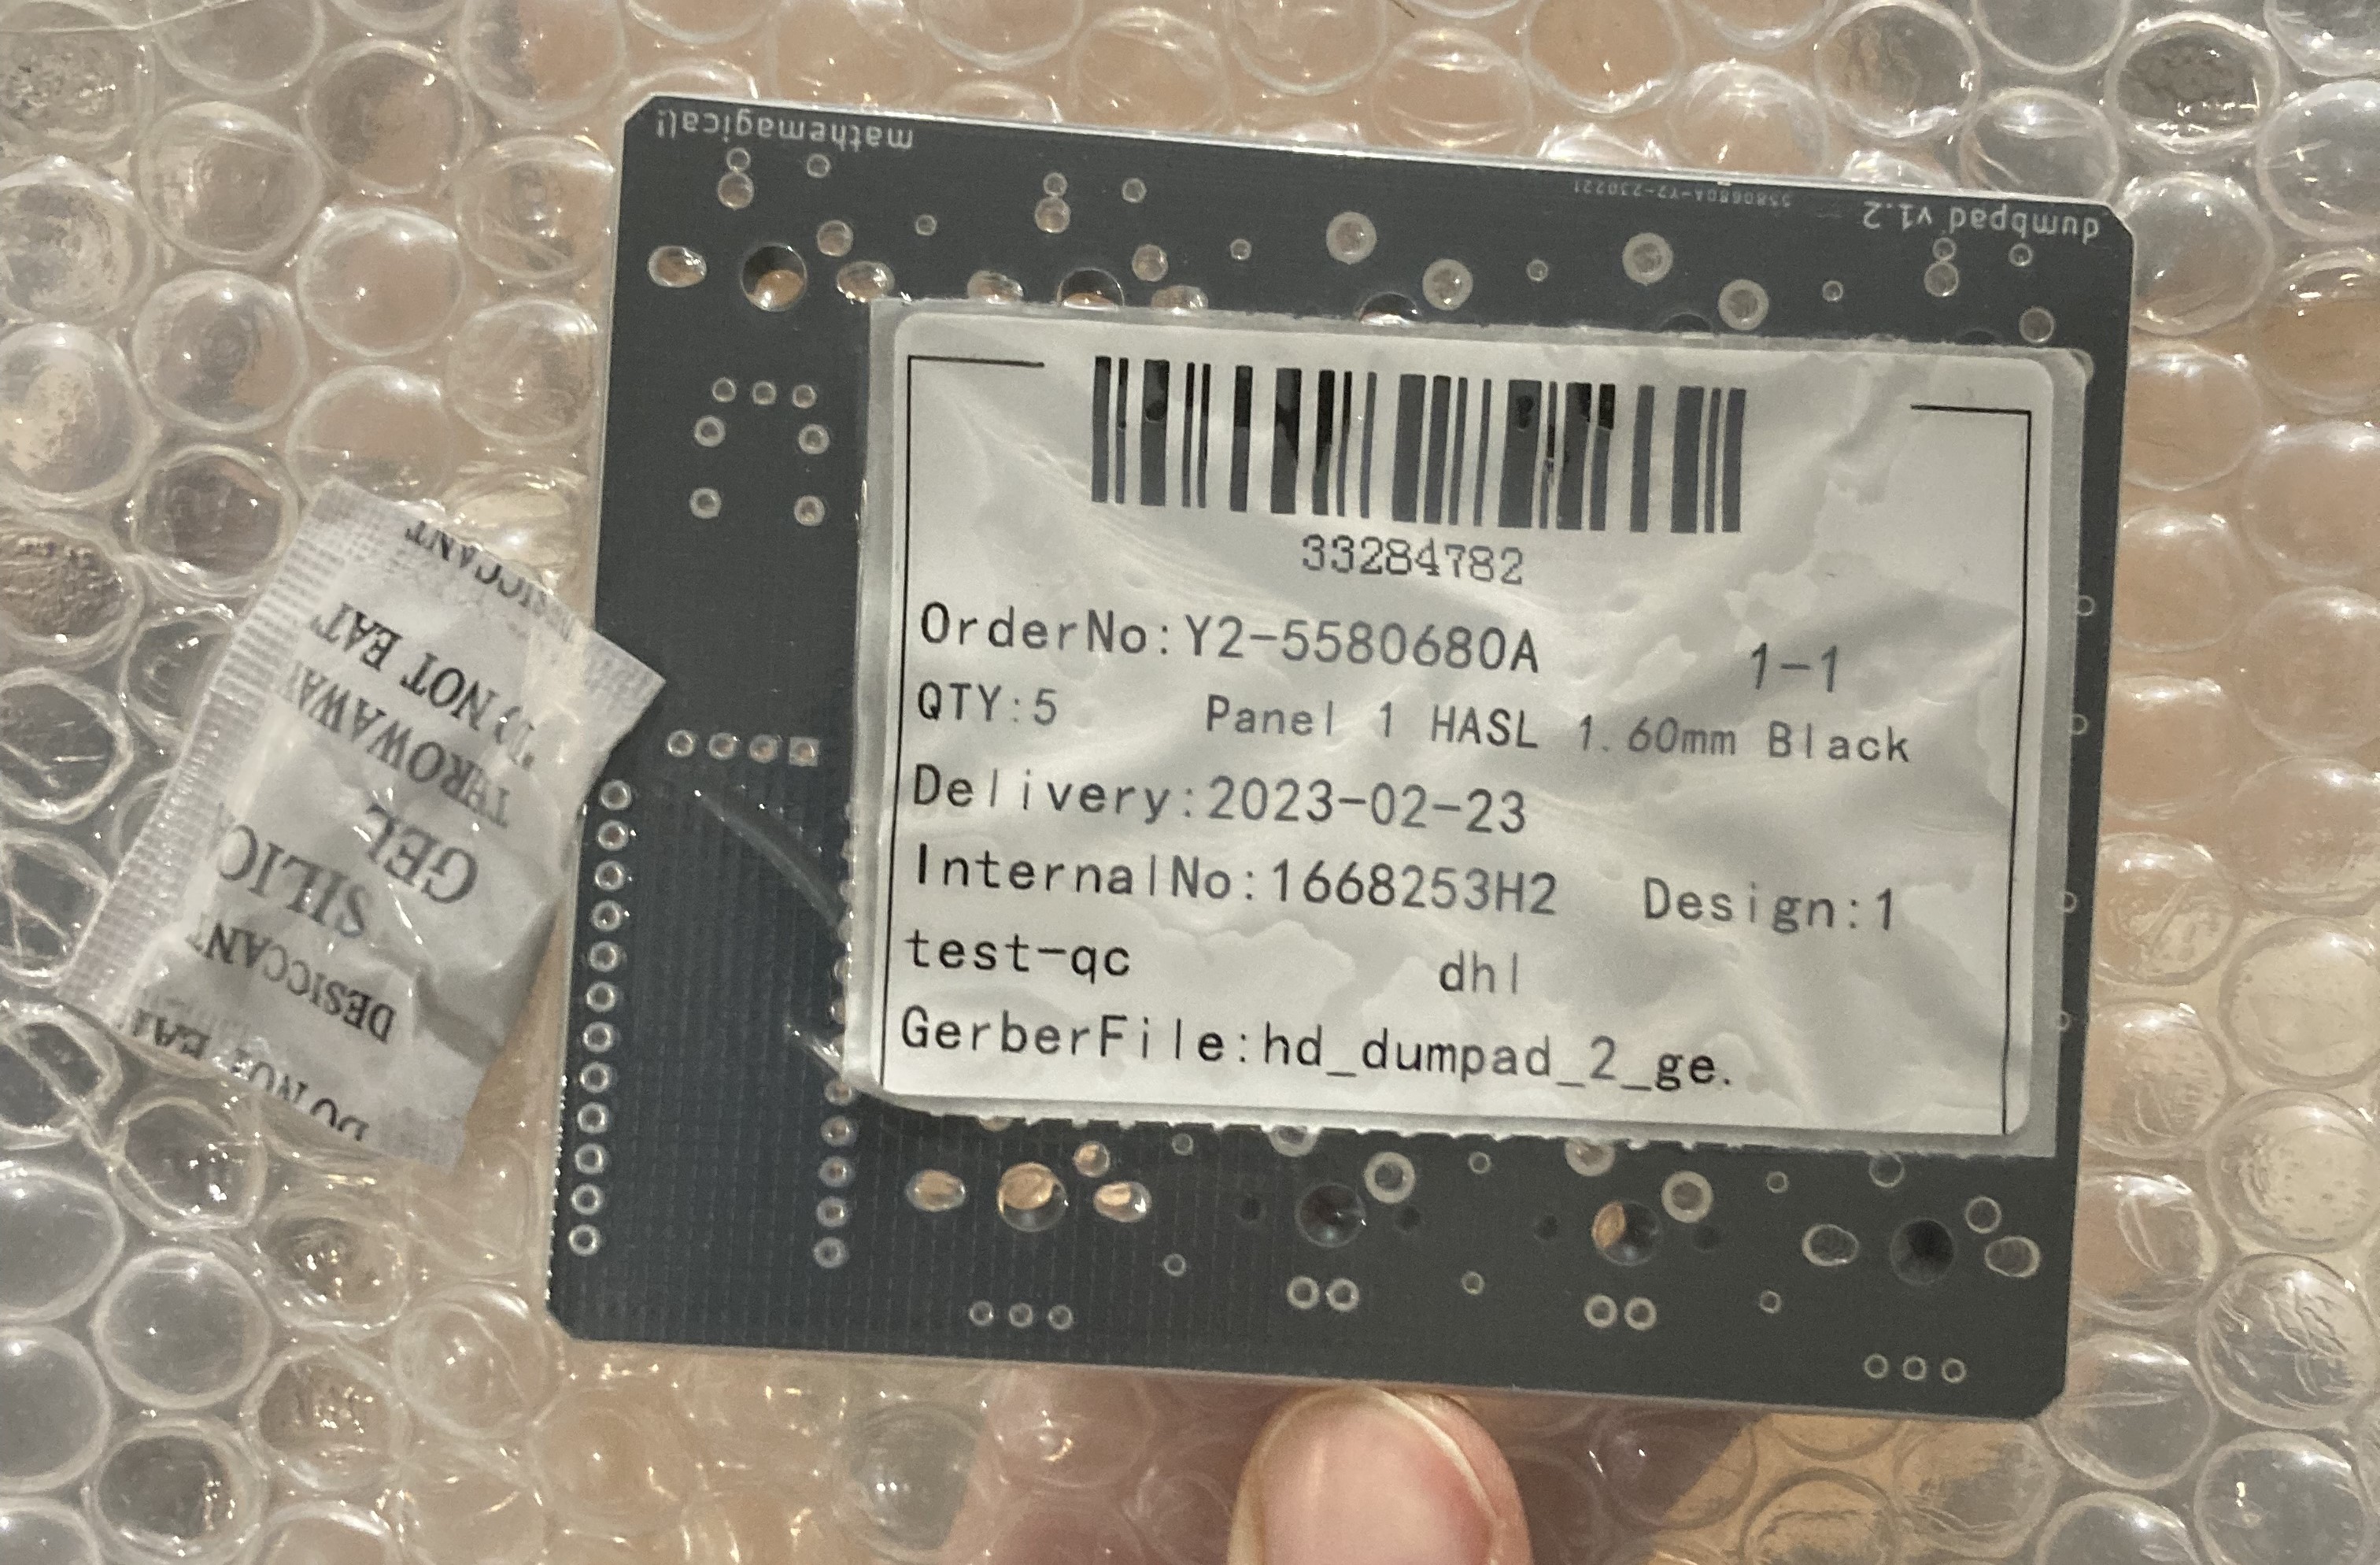 mathemagical!
5580680A-Y2-230221
dumbpad v1.2
33284782
OrderNo:Y2-5580680A 1-1
QTY:5 Panel 1 HASL 1.60mm Black
Delivery:2023-02-23
InternalNo:1668253H2 Design:1
test-qc dhl
GerberFile:hd_dumpad_2_ge.
DO NOT EAT
DESICCANT
SILICA
GEL
THROWAWAY
DO NOT EAT"
DESICCANT